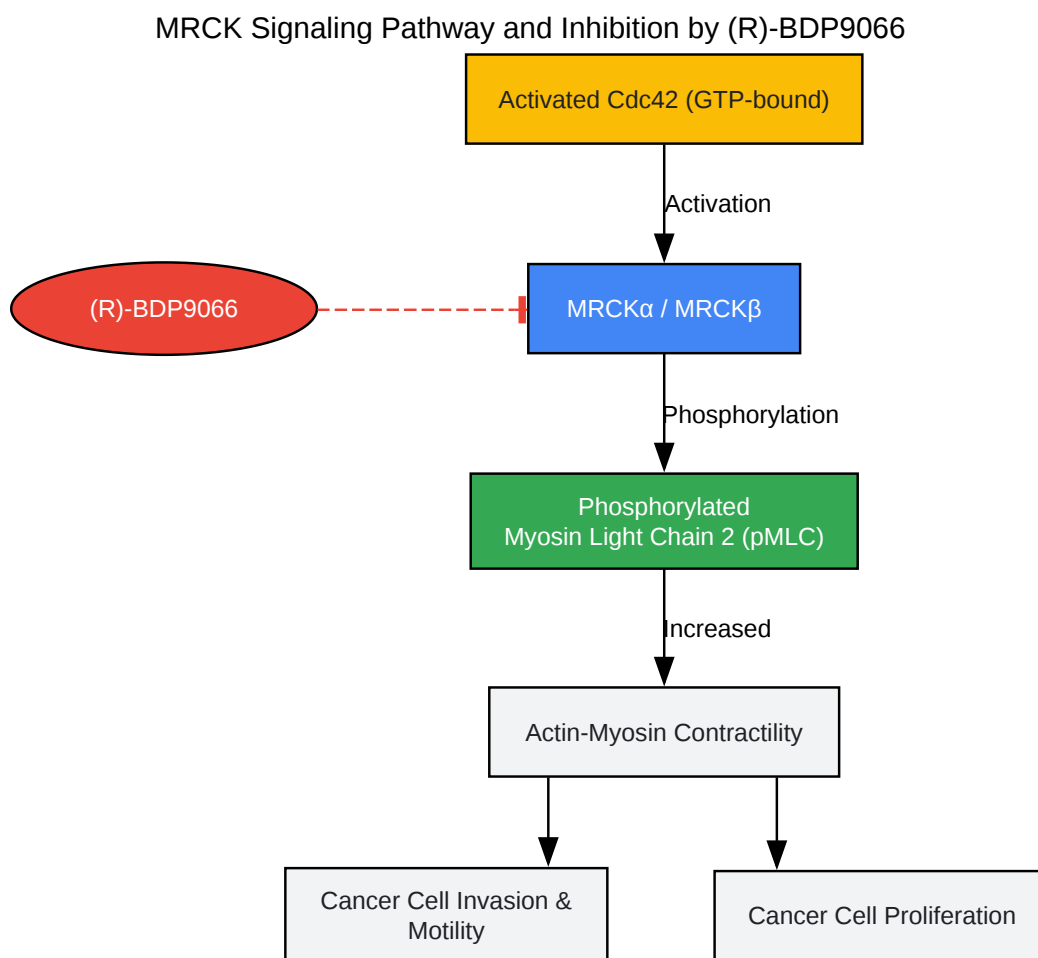 MRCK Signaling Pathway and Inhibition by (R)-BDP9066
Activated Cdc42 (GTP-bound)
Activation
(R)-BDP9066
MRCKα / MRCKβ
Phosphorylation
Phosphorylated
Myosin Light Chain 2 (pMLC)
Increased
Actin-Myosin Contractility
Cancer Cell Invasion &
Motility
Cancer Cell Proliferation